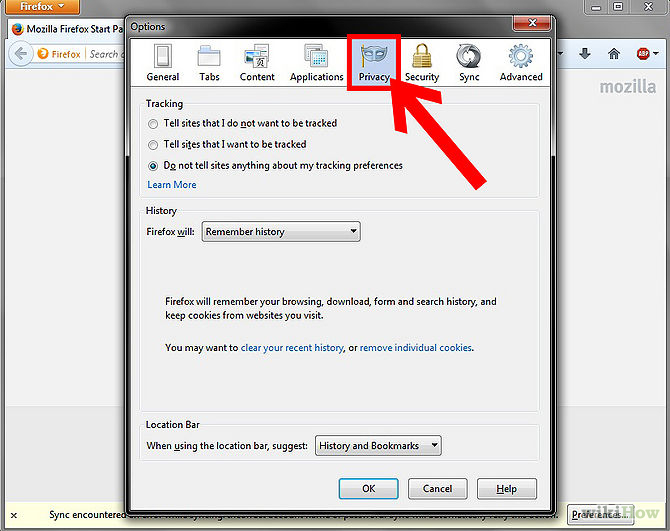 Firefox
Mozilla Firefox Start Pa
Options
Firefox
Sear
ABP
mozilla
General
Tabs
Content
Applications
Privacy
Security
Sync
Advanced
Tracking
Tell sites that I do not want to be tracked
Tell sites that I want to be tracked
Do not tell sites anything about my tracking preferences
Learn More
History
Firefox will:
Remember history
Firefox will remember your browsing, download, form and search history, and
keep cookies from websites you visit.
You may want to clear your recent history, or remove individual cookies.
Location Bar
When using the location bar, suggest:
History and Bookmarks
OK
Cancel
Help
Sync encountered
Preferences...
wikiHow